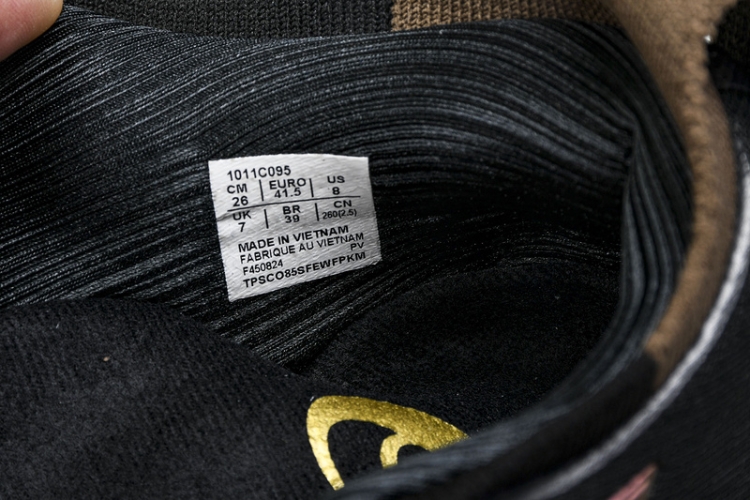 1011C095
CM EURO US
26 41.5 8
UK BR CN
7 39 260(2.5)
MADE IN VIETNAM
FABRIQUE AU VIETNAM
F450824 PV
TPSCO85SFEWFPKM